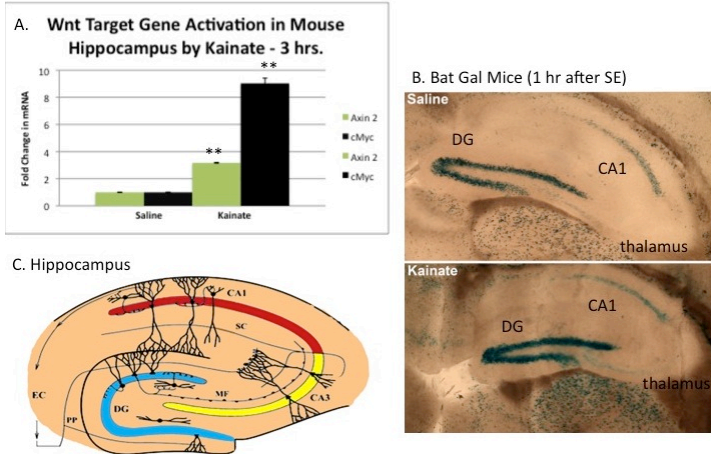 A.
Wnt Target Gene Activation in Mouse
Hippocampus by Kainate - 3 hrs.
Fold Change in mRNA
10
8
6
4
2
0
**
**
Axin 2
cMyc
Axin 2
cMyc
Saline
Kainate
B. Bat Gal Mice (1 hr after SE)
Saline
DG
CA1
thalamus
Kainate
CA1
DG
thalamus
C. Hippocampus
CA1
SC
EC
DG
MF
CA3
PP